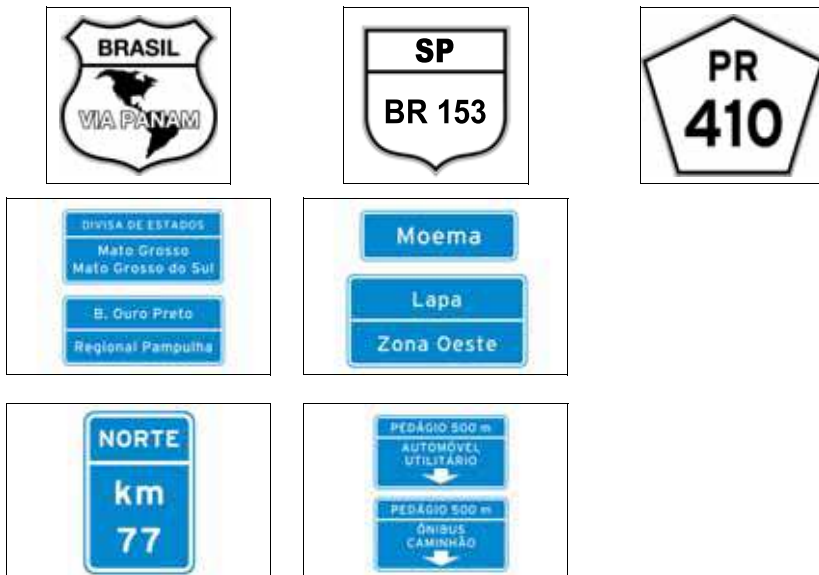 BRASIL
VIA PANAM
SP
BR 153
PR
410
DIVISA DE ESTADOS
Mato Grosso
Mato Grosso do Sul
B. Ouro Preto
Regional Pampulha
Moema
Lapa
Zona Oeste
NORTE
km
77
PEDÁGIO 500 m
AUTOMÓVEL
UTILITÁRIO
PEDÁGIO 500 m
ÔNIBUS
CAMINHÃO